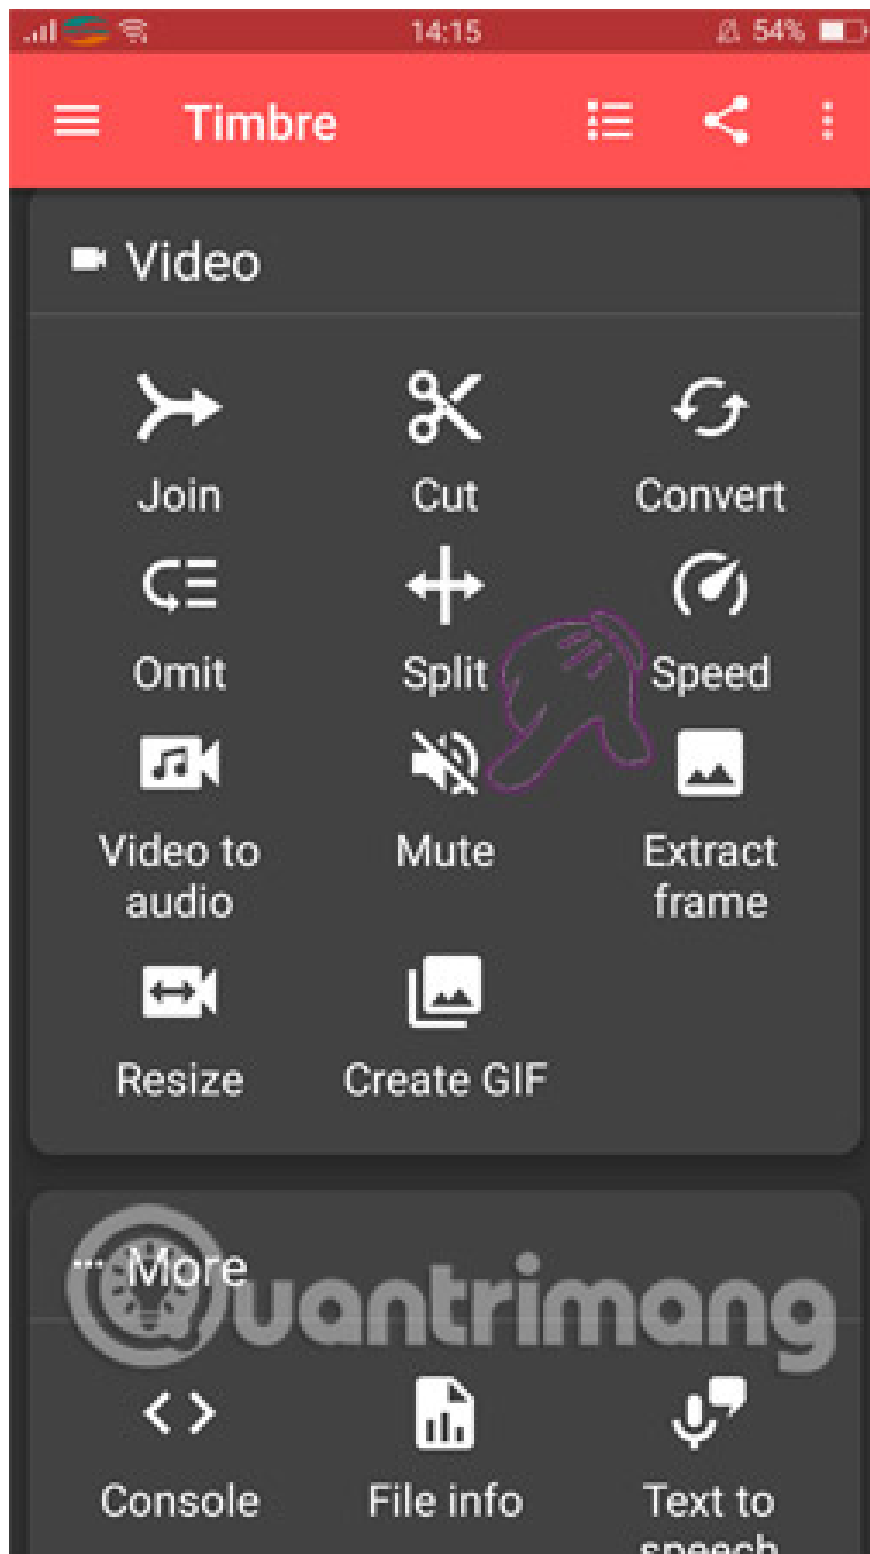 14:15 54%
Timbre
Video
Join Cut Convert
Omit Split Speed
Video to audio
Mute
Extract frame
Resize Create GIF
More
Quantrimang
Console File info Text to speech